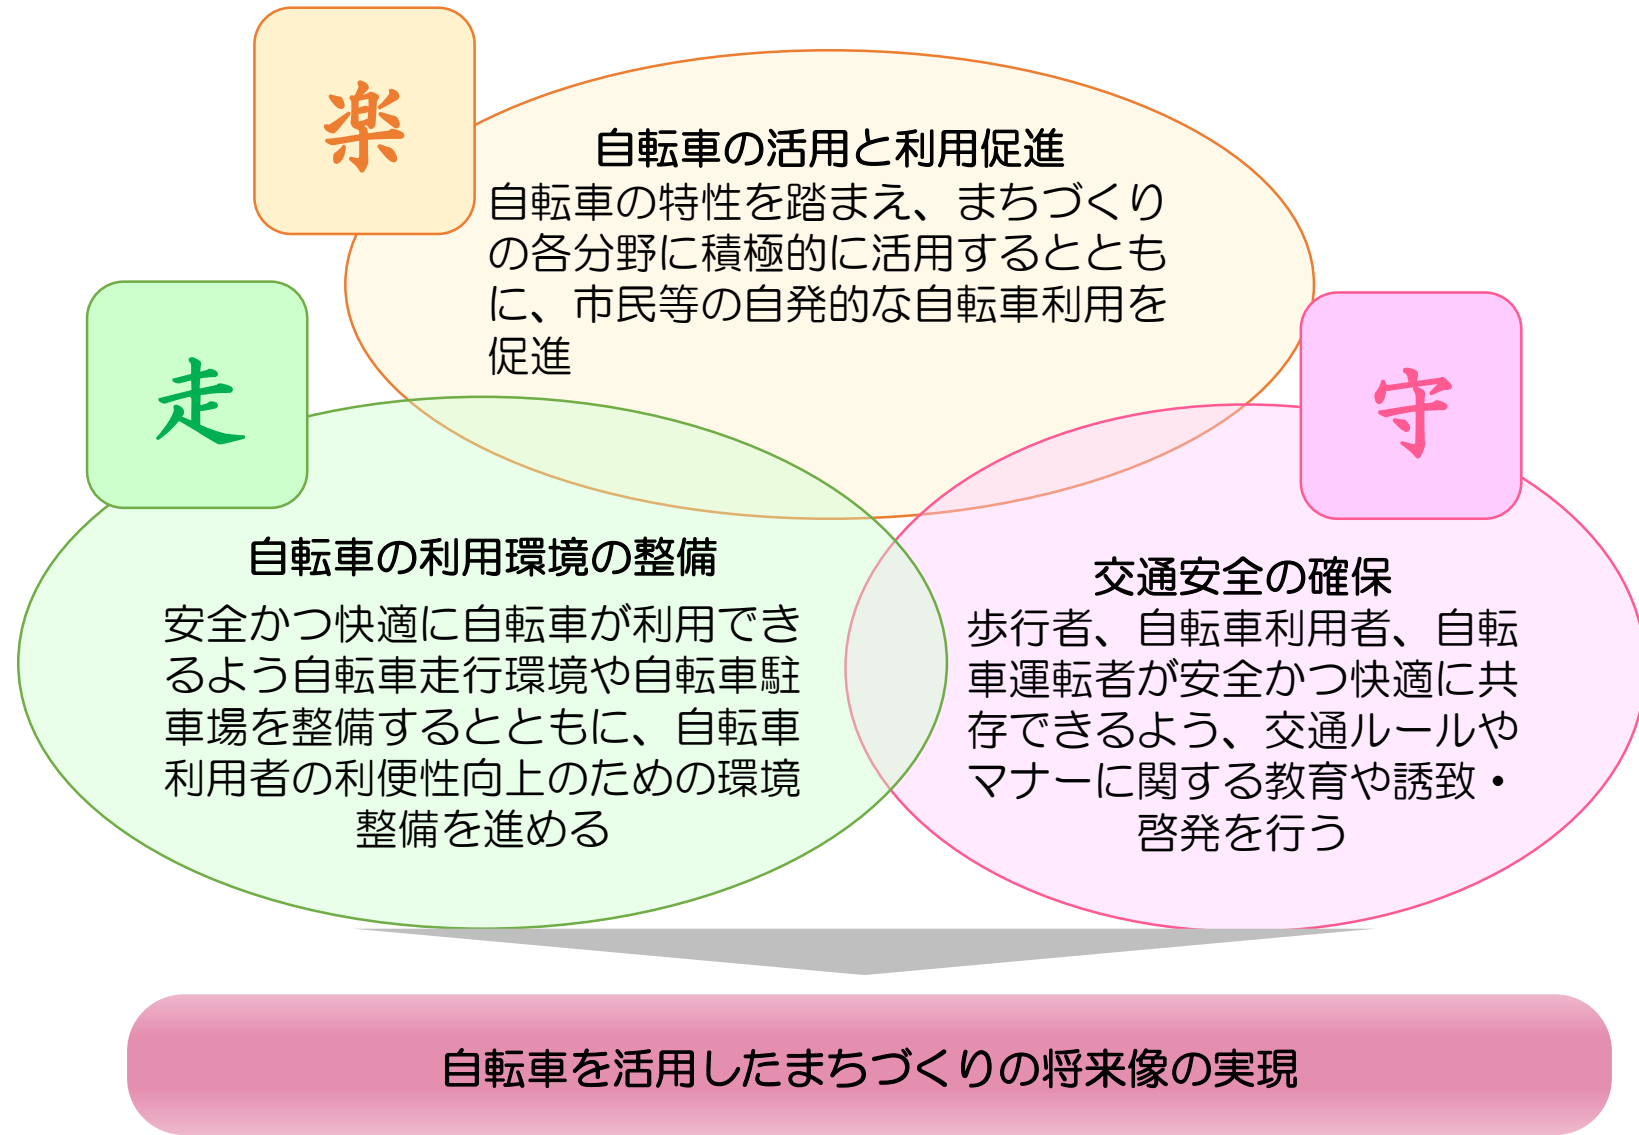 楽
自転車の活用と利用促進
自転車の特性を踏まえ、まちづくり
の各分野に積極的に活用するととも
に、市民等の自発的な自転車利用を
促進
走
自転車の利用環境の整備
安全かつ快適に自転車が利用でき
るよう自転車走行環境や自転車駐
車場を整備するとともに、自転車
利用者の利便性向上のための環境
整備を進める
守
交通安全の確保
歩行者、自転車利用者、自転
車運転者が安全かつ快適に共
存できるよう、交通ルールや
マナーに関する教育や誘致・
啓発を行う
自転車を活用したまちづくりの将来像の実現